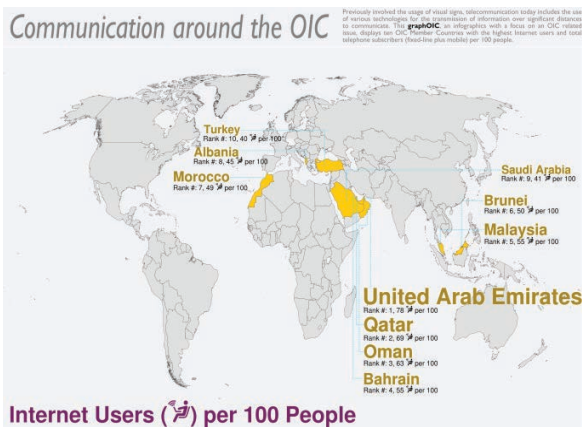 Communication around the OIC
Previously involved the usage of visual signs, telecommunication today includes the use
of various technologies for the transmission of information over significant distances
to communicate. This graphOIC, an infographics with a focus on an OIC related
issue, displays ten OIC Member Countries with the highest Internet users and total
telephone subscribers (fixed-line plus mobile) per 100 people.
Turkey
Rank #: 10, 40 per 100
Albania
Rank #: 8, 45 per 100
Morocco
Rank #: 7, 49 per 100
Saudi Arabia
Rank #: 9, 41 per 100
Brunei
Rank #: 6, 50 per 100
Malaysia
Rank #: 5, 55 per 100
United Arab Emirates
Rank #: 1, 78 per 100
Qatar
Rank #: 2, 69 per 100
Oman
Rank #: 3, 63 per 100
Bahrain
Rank #: 4, 55 per 100
Internet Users ( ) per 100 People